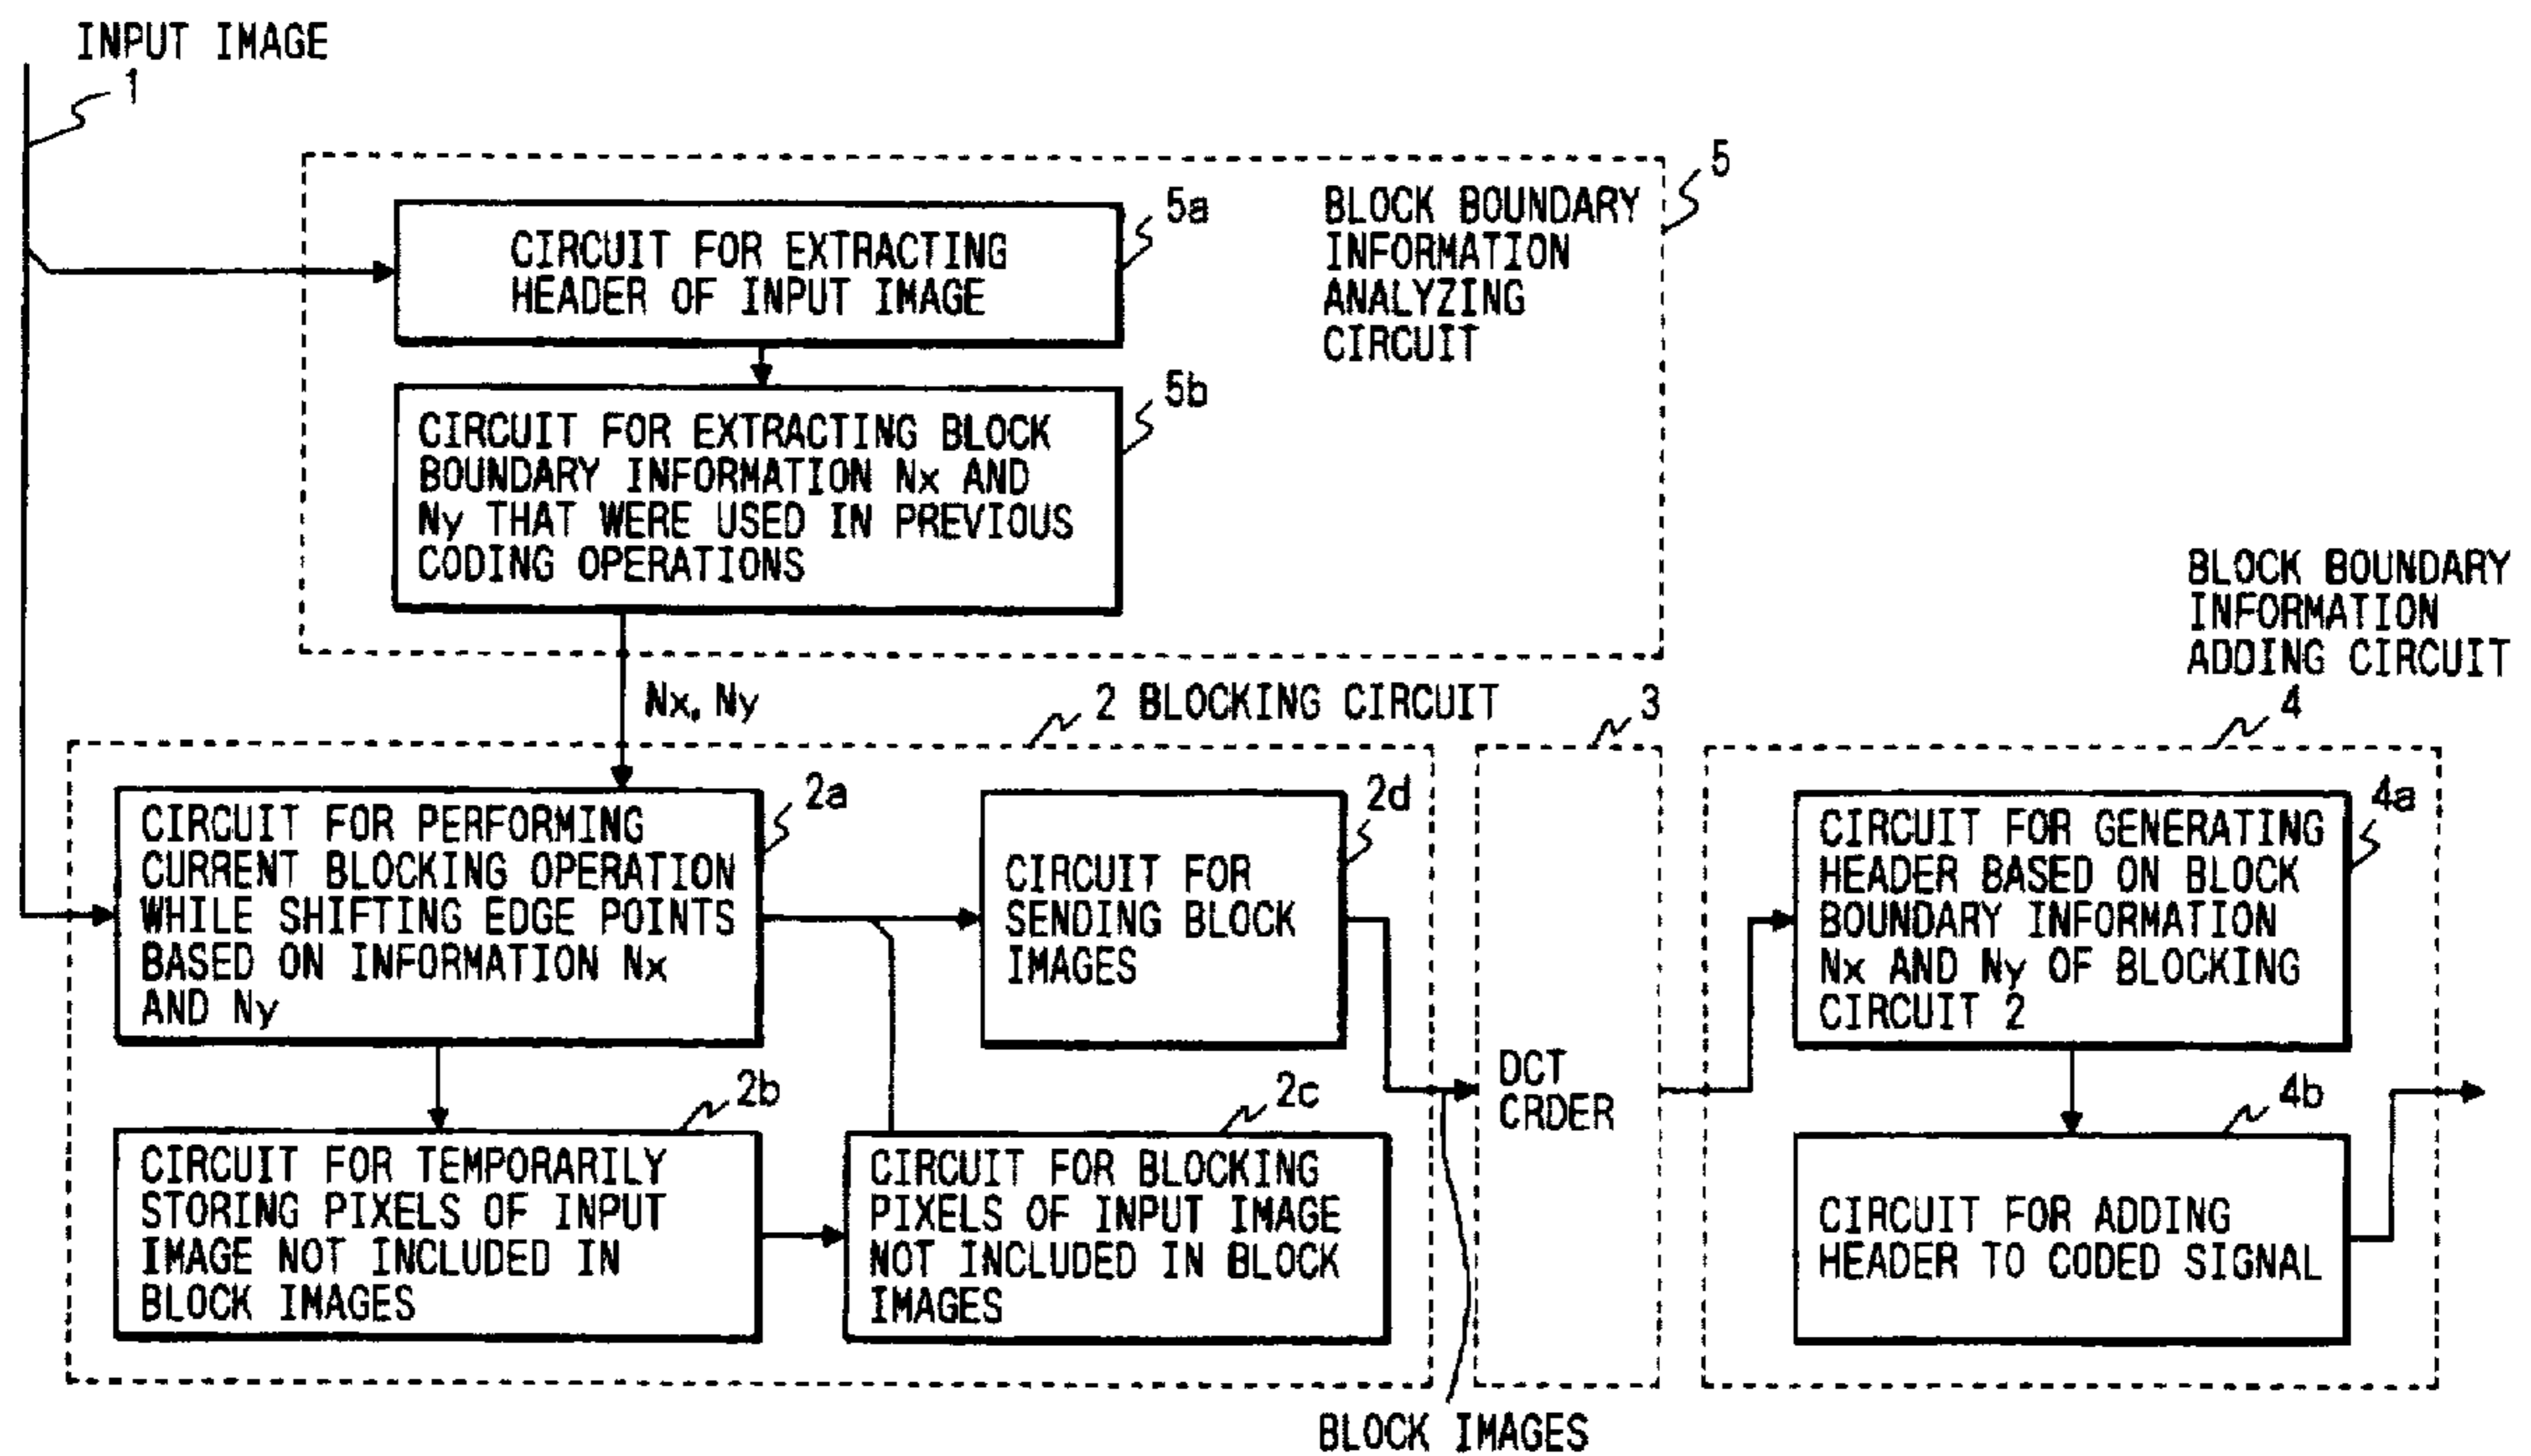 INPUT IMAGE
1
5
5a
BLOCK BOUNDARY
INFORMATION
ANALYZING
CIRCUIT
CIRCUIT FOR EXTRACTING
HEADER OF INPUT IMAGE
5b
CIRCUIT FOR EXTRACTING BLOCK
BOUNDARY INFORMATION Nx AND
Ny THAT WERE USED IN PREVIOUS
CODING OPERATIONS
BLOCK BOUNDARY
INFORMATION
ADDING CIRCUIT
4
Nx, Ny
2 BLOCKING CIRCUIT
3
2a
CIRCUIT FOR PERFORMING
CURRENT BLOCKING OPERATION
WHILE SHIFTING EDGE POINTS
BASED ON INFORMATION Nx
AND Ny
2d
CIRCUIT FOR
SENDING BLOCK
IMAGES
4a
CIRCUIT FOR GENERATING
HEADER BASED ON BLOCK
BOUNDARY INFORMATION
Nx AND Ny OF BLOCKING
CIRCUIT 2
DCT
CRDER
2b
CIRCUIT FOR TEMPORARILY
STORING PIXELS OF INPUT
IMAGE NOT INCLUDED IN
BLOCK IMAGES
2c
CIRCUIT FOR BLOCKING
PIXELS OF INPUT IMAGE
NOT INCLUDED IN BLOCK
IMAGES
4b
CIRCUIT FOR ADDING
HEADER TO CODED SIGNAL
BLOCK IMAGES